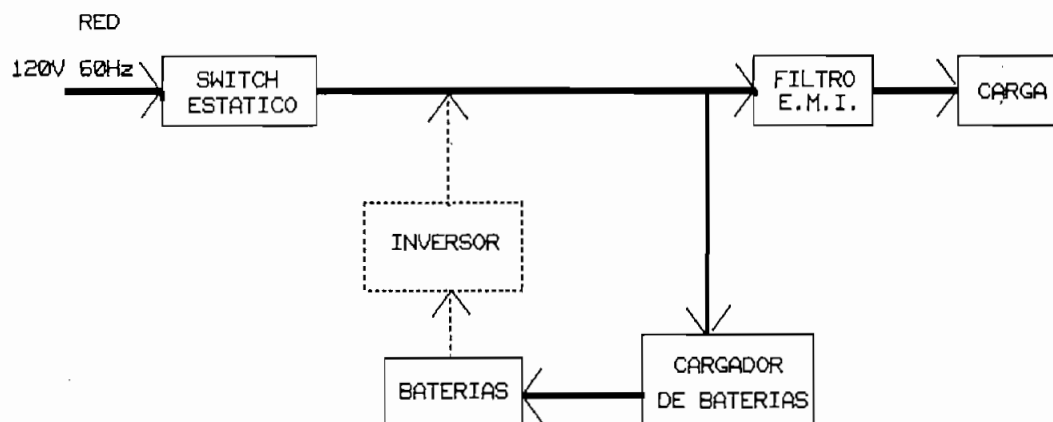 RED
120V 60Hz
SWITCH
ESTATICO
FILTRO
E.M.I.
CARGA
INVERSOR
BATERIAS
CARGADOR
DE BATERIAS